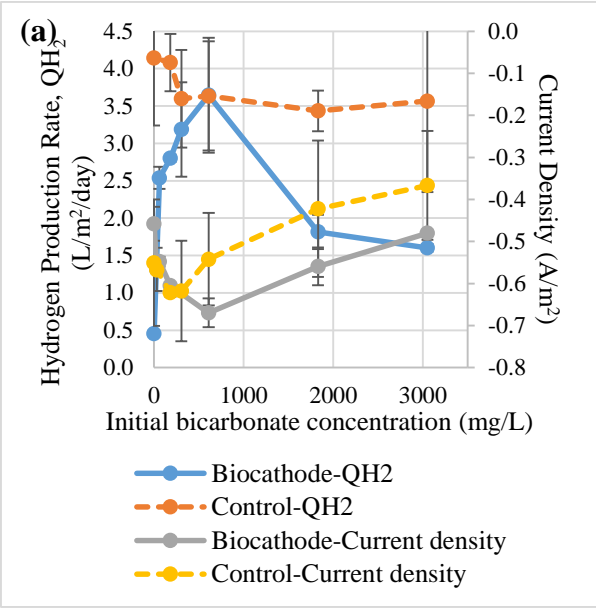 (a)
Hydrogen Production Rate, QH2
(L/m²/day)
4.5
4.0
3.5
3.0
2.5
2.0
1.5
1.0
0.5
0.0
0.0
-0.1
-0.2
-0.3
-0.4
-0.5
-0.6
-0.7
-0.8
Current Density (A/m²)
0 1000 2000 3000
Initial bicarbonate concentration (mg/L)
Biocathode-QH2
Control-QH2
Biocathode-Current density
Control-Current density